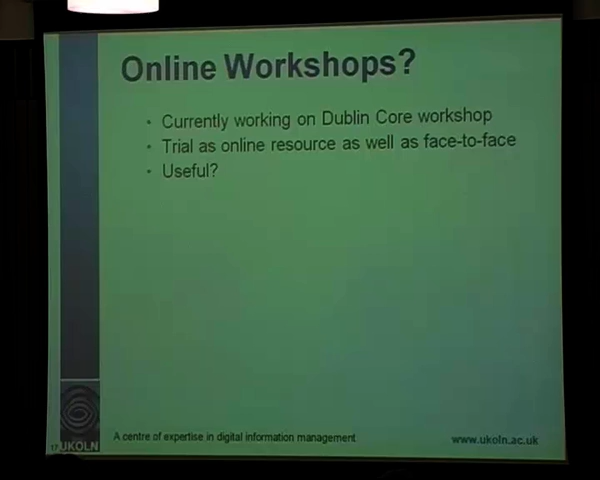 Online Workshops?
• Currently working on Dublin Core workshop
• Trial as online resource as well as face-to-face
• Useful?
A centre of expertise in digital information management
www.ukoln.ac.uk
UKOLN